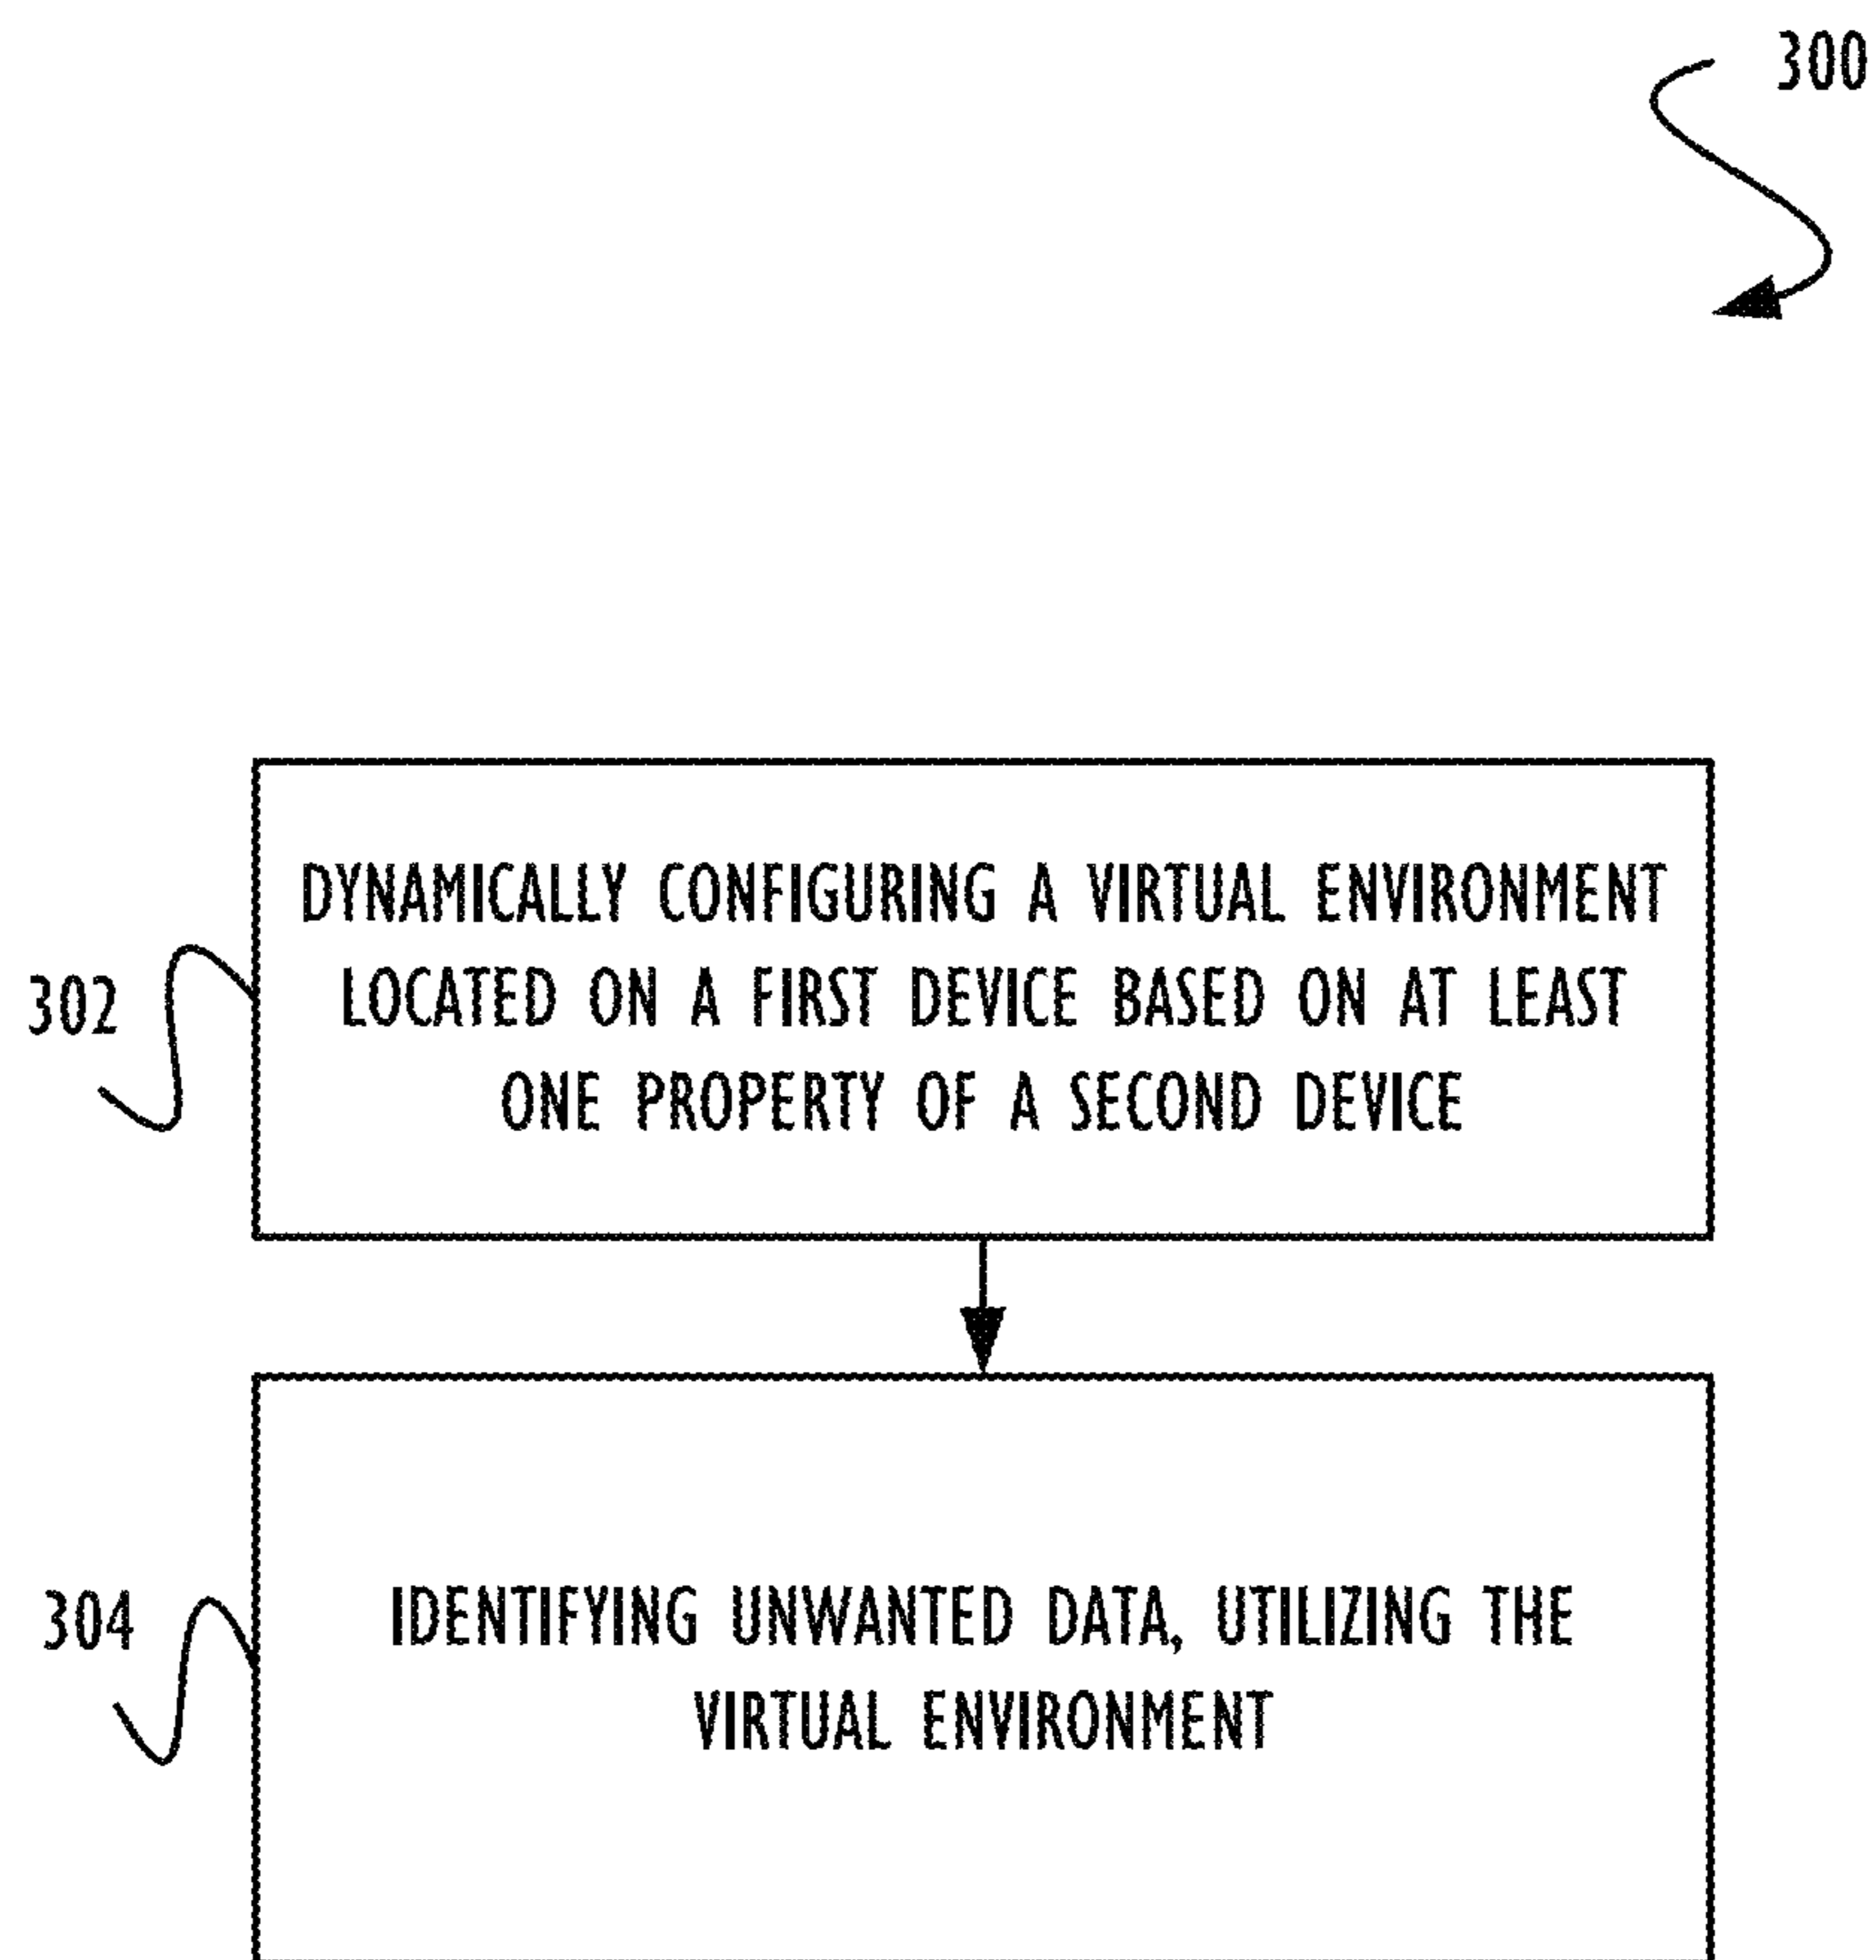 300
DYNAMICALLY CONFIGURING A VIRTUAL ENVIRONMENT
LOCATED ON A FIRST DEVICE BASED ON AT LEAST
ONE PROPERTY OF A SECOND DEVICE
302
IDENTIFYING UNWANTED DATA, UTILIZING THE
VIRTUAL ENVIRONMENT
304